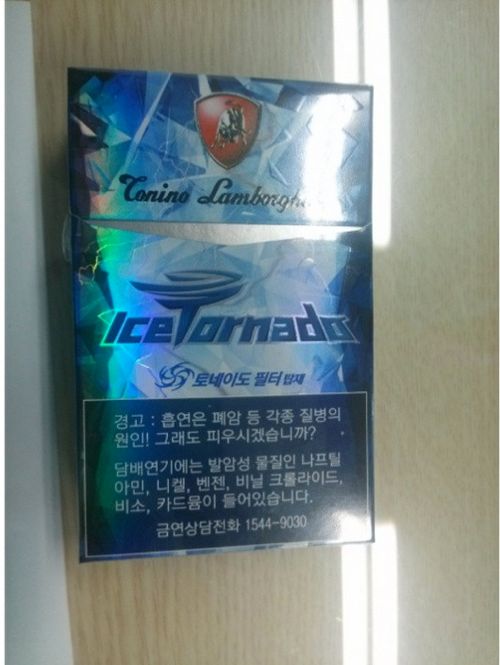 Tonino Lamborghini
Ice Tornado
토네이도 필터 탑재
경고 : 흡연은 폐암 등 각종 질병의
원인! 그래도 피우시겠습니까?
담배연기에는 발암성 물질인 나프틸
아민, 니켈, 벤젠, 비닐 크롤라이드,
비소, 카드뮴이 들어있습니다.
금연상담전화 1544-9030